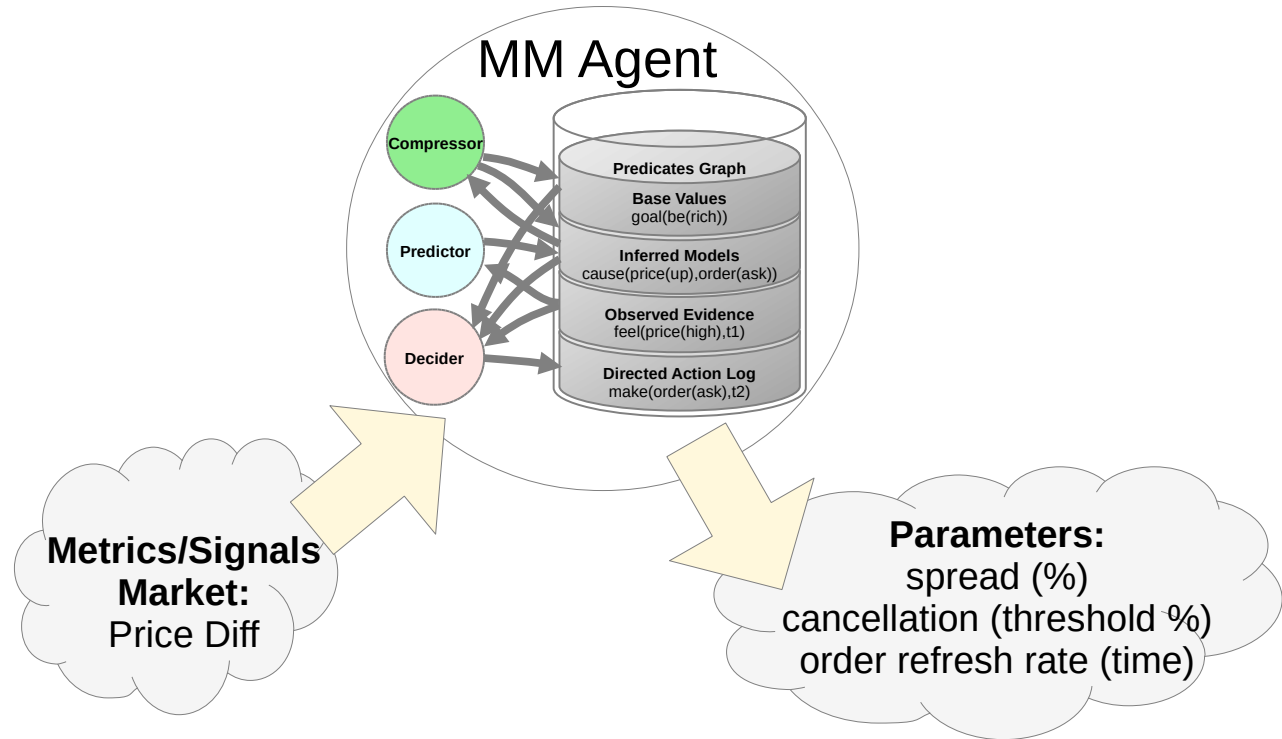 MM Agent
Compressor
Predictor
Decider
Predicates Graph
Base Values
goal(be(rich))
Inferred Models
cause(price(up),order(ask))
Observed Evidence
feel(price(high),t1)
Directed Action Log
make(order(ask),t2)
Metrics/Signals
Market:
Price Diff
Parameters:
spread (%)
cancellation (threshold %)
order refresh rate (time)